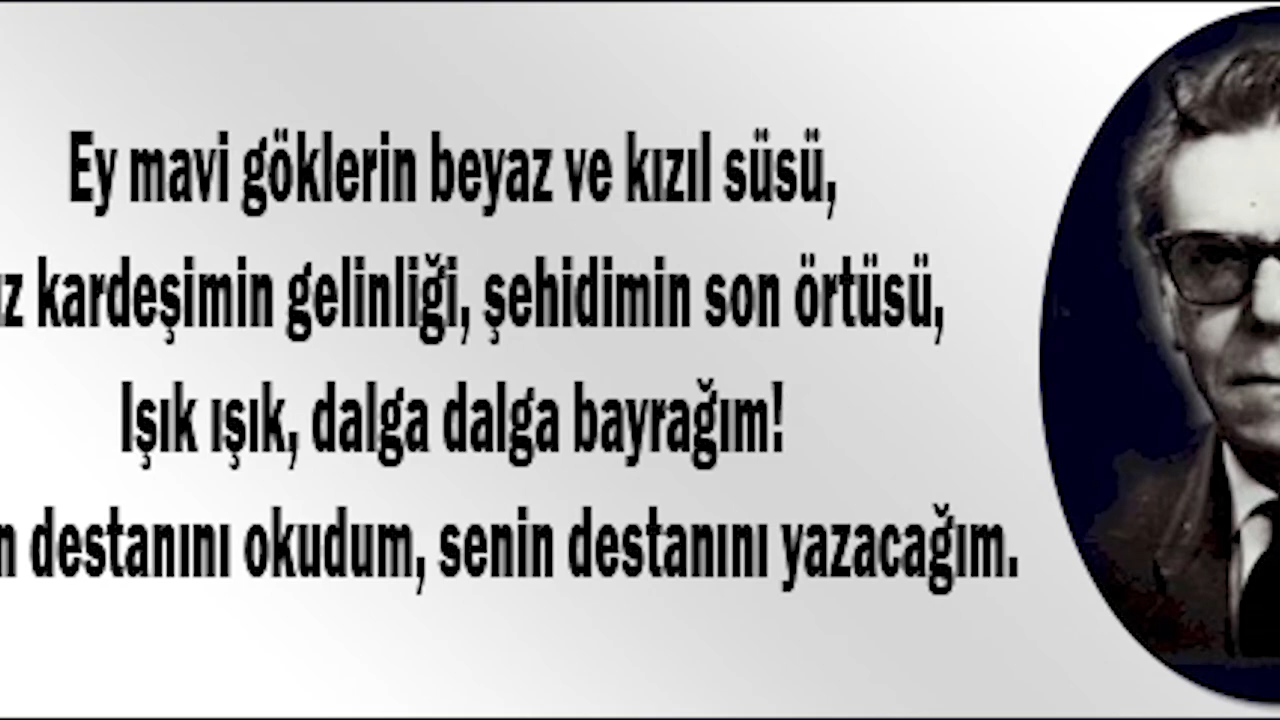 Ey mavi göklerin beyaz ve kızıl süsü,
kardeşimin gelinliği, şehidimin son örtüsü,
Işık ışık, dalga dalga bayrağım!
destanını okudum, senin destanını yazacağım.